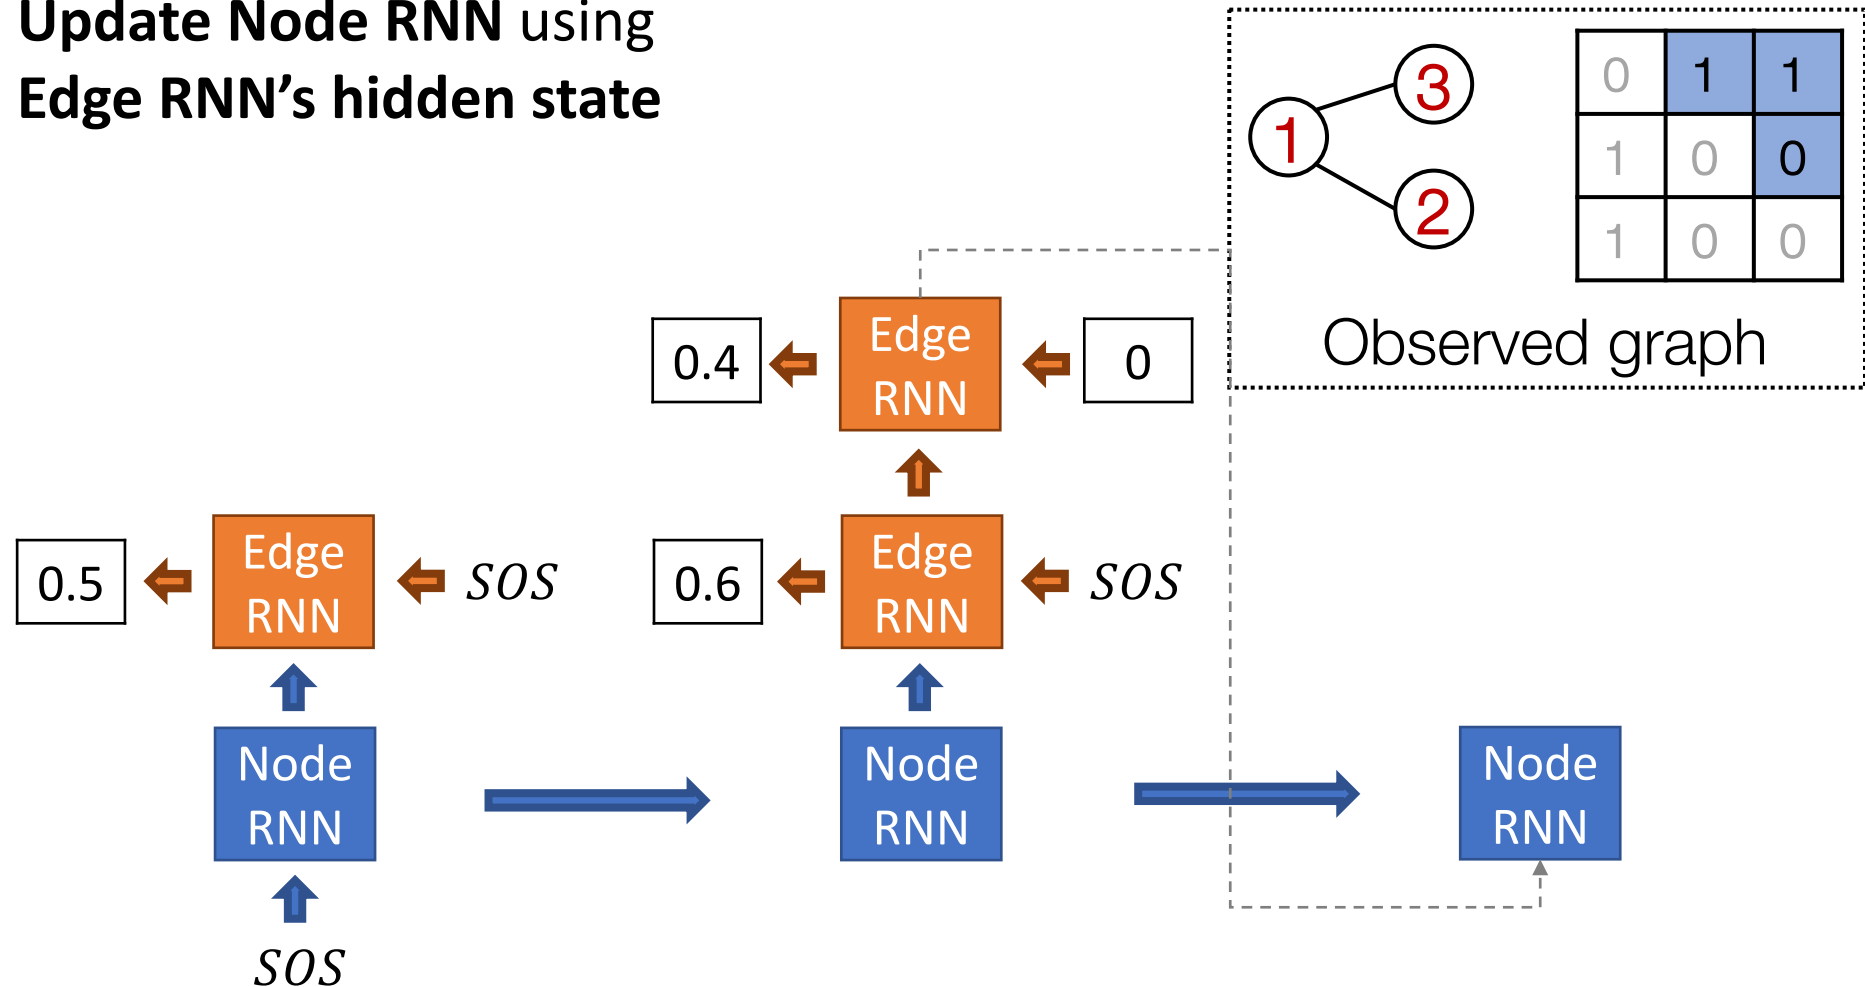 Update Node RNN using
Edge RNN's hidden state
3
1
2
0 1 1
1 0 0
1 0 0
Observed graph
0.4
Edge
RNN
0
0.5
Edge
RNN
SOS
0.6
Edge
RNN
SOS
Node
RNN
Node
RNN
Node
RNN
SOS